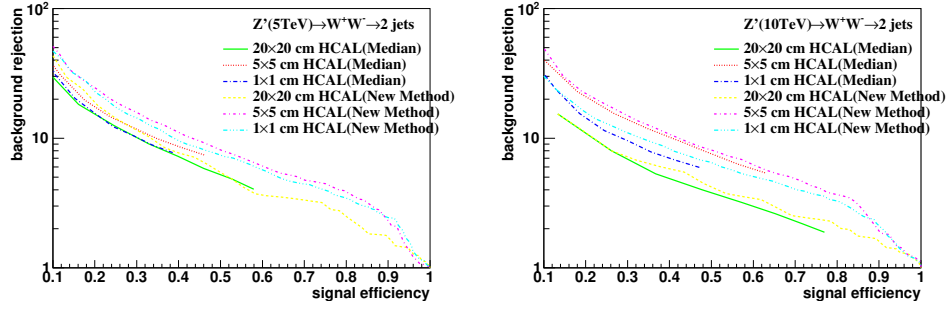 Z'(5TeV)→W⁺W⁻→2 jets
20×20 cm HCAL(Median)
5×5 cm HCAL(Median)
1×1 cm HCAL(Median)
20×20 cm HCAL(New Method)
5×5 cm HCAL(New Method)
1×1 cm HCAL(New Method)
background rejection
10²
10
1
0.1 0.2 0.3 0.4 0.5 0.6 0.7 0.8 0.9 1
signal efficiency
Z'(10TeV)→W⁺W⁻→2 jets
20×20 cm HCAL(Median)
5×5 cm HCAL(Median)
1×1 cm HCAL(Median)
20×20 cm HCAL(New Method)
5×5 cm HCAL(New Method)
1×1 cm HCAL(New Method)
background rejection
10²
10
1
0.1 0.2 0.3 0.4 0.5 0.6 0.7 0.8 0.9 1
signal efficiency